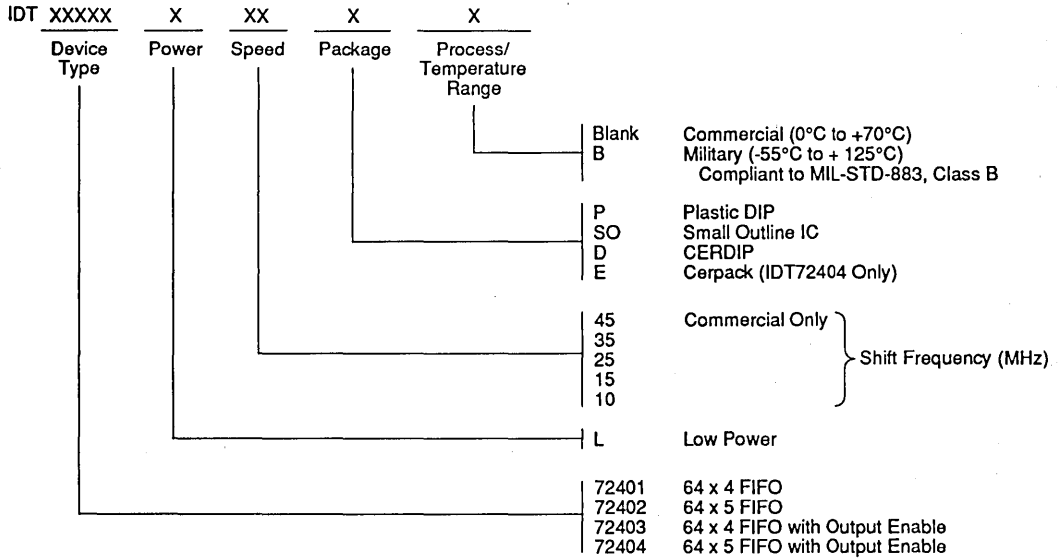 IDT XXXXX X XX X X
Device Type Power Speed Package Process/ Temperature Range
Blank Commercial (0°C to +70°C)
B Military (-55°C to + 125°C)
Compliant to MIL-STD-883, Class B
P Plastic DIP
SO Small Outline IC
D CERDIP
E Cerpack (IDT72404 Only)
45 Commercial Only
35
25 Shift Frequency (MHz)
15
10
L Low Power
72401 64 x 4 FIFO
72402 64 x 5 FIFO
72403 64 x 4 FIFO with Output Enable
72404 64 x 5 FIFO with Output Enable